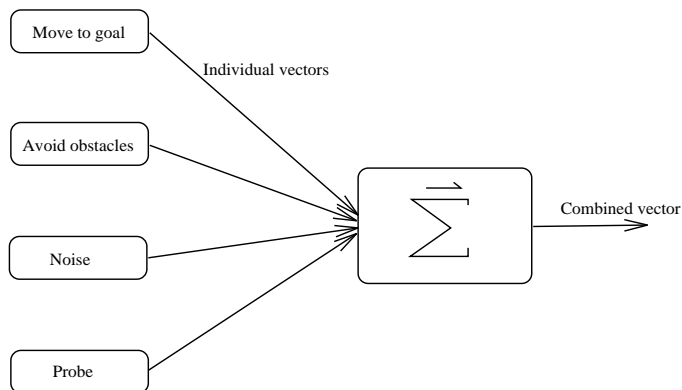 Move to goal
Individual vectors
Avoid obstacles
Σ
Combined vector
Noise
Probe